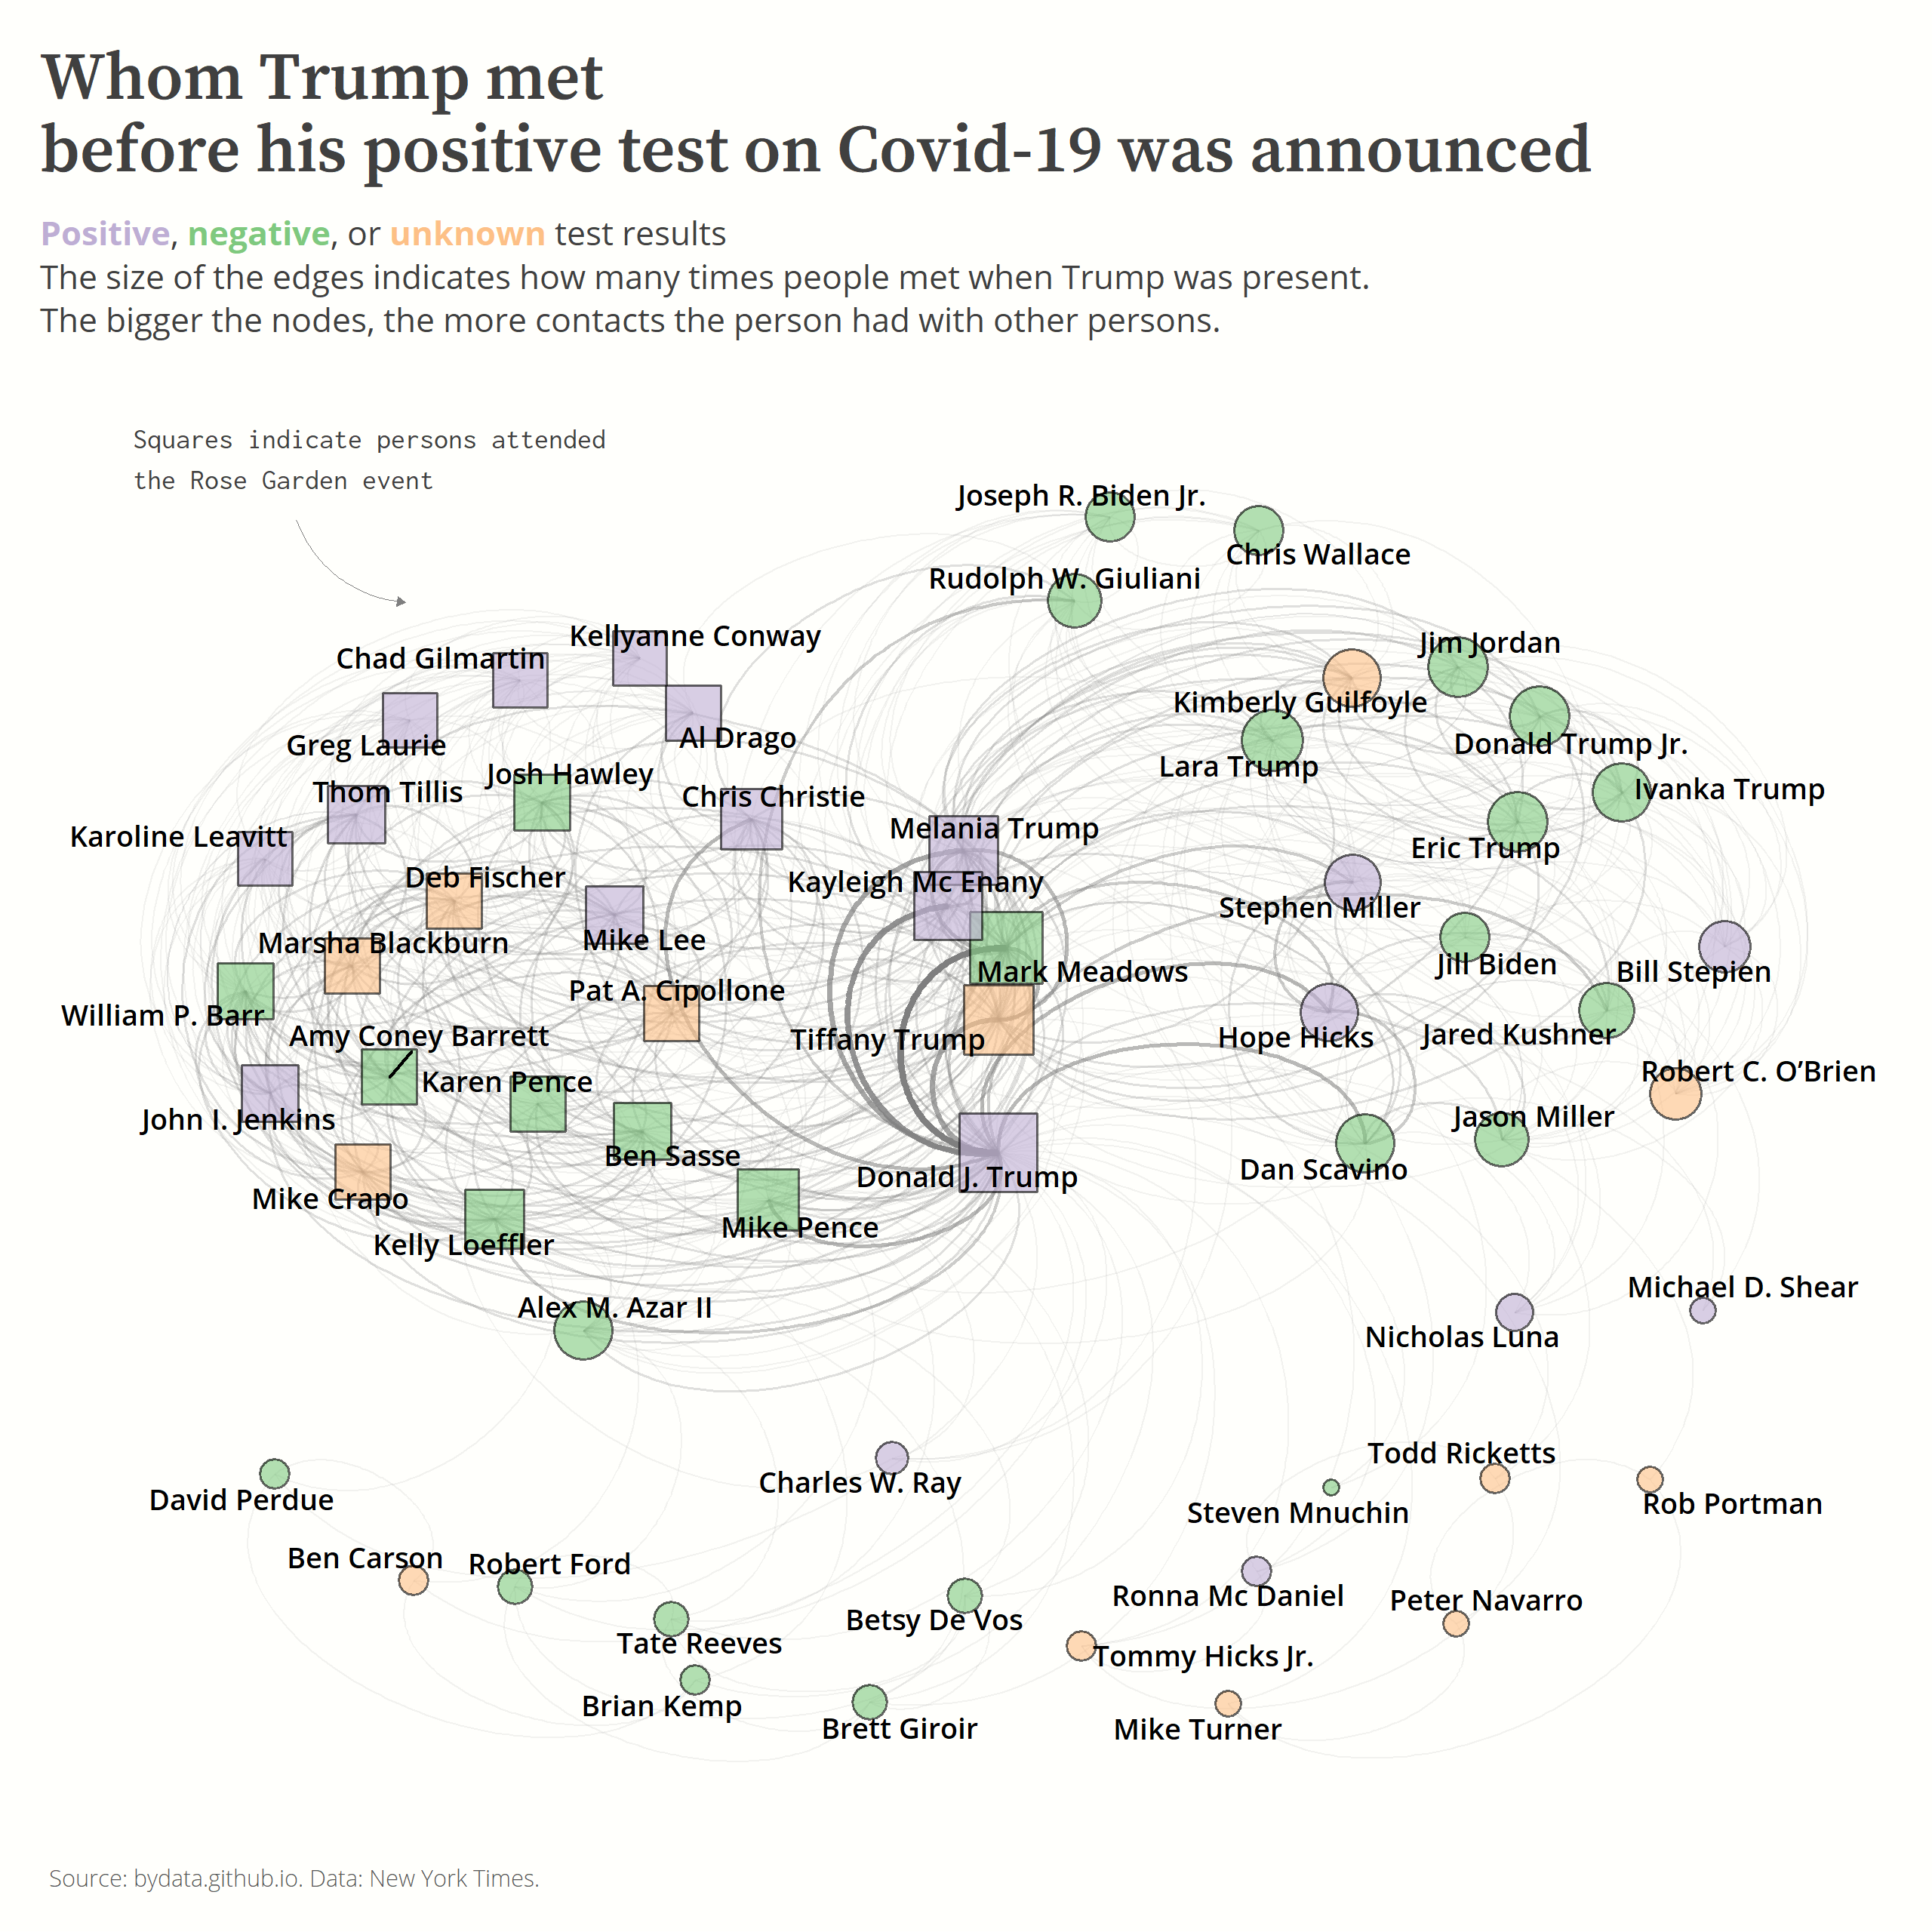 Whom Trump met
before his positive test on Covid-19 was announced
Positive, negative, or unknown test results
The size of the edges indicates how many times people met when Trump was present.
The bigger the nodes, the more contacts the person had with other persons.
Squares indicate persons attended
the Rose Garden event
Joseph R. Biden Jr.
Chris Wallace
Rudolph W. Giuliani
Kellyanne Conway
Jim Jordan
Chad Gilmartin
Kimberly Guilfoyle
Al Drago
Greg Laurie
Donald Trump Jr.
Lara Trump
Josh Hawley
Ivanka Trump
Thom Tillis
Chris Christie
Melania Trump
Karoline Leavitt
Eric Trump
Deb Fischer
Kayleigh Mc Enany
Stephen Miller
Mike Lee
Marsha Blackburn
Jill Biden
Mark Meadows
Bill Stepien
Pat A. Cipollone
William P. Barr
Jared Kushner
Amy Coney Barrett
Hope Hicks
Tiffany Trump
Robert C. O’Brien
Karen Pence
Jason Miller
John I. Jenkins
Ben Sasse
Dan Scavino
Donald J. Trump
Mike Crapo
Mike Pence
Kelly Loeffler
Michael D. Shear
Alex M. Azar II
Nicholas Luna
Todd Ricketts
Charles W. Ray
David Perdue
Rob Portman
Steven Mnuchin
Ben Carson
Robert Ford
Ronna Mc Daniel
Peter Navarro
Betsy De Vos
Tate Reeves
Tommy Hicks Jr.
Brian Kemp
Brett Giroir
Mike Turner
Source: bydata.github.io. Data: New York Times.